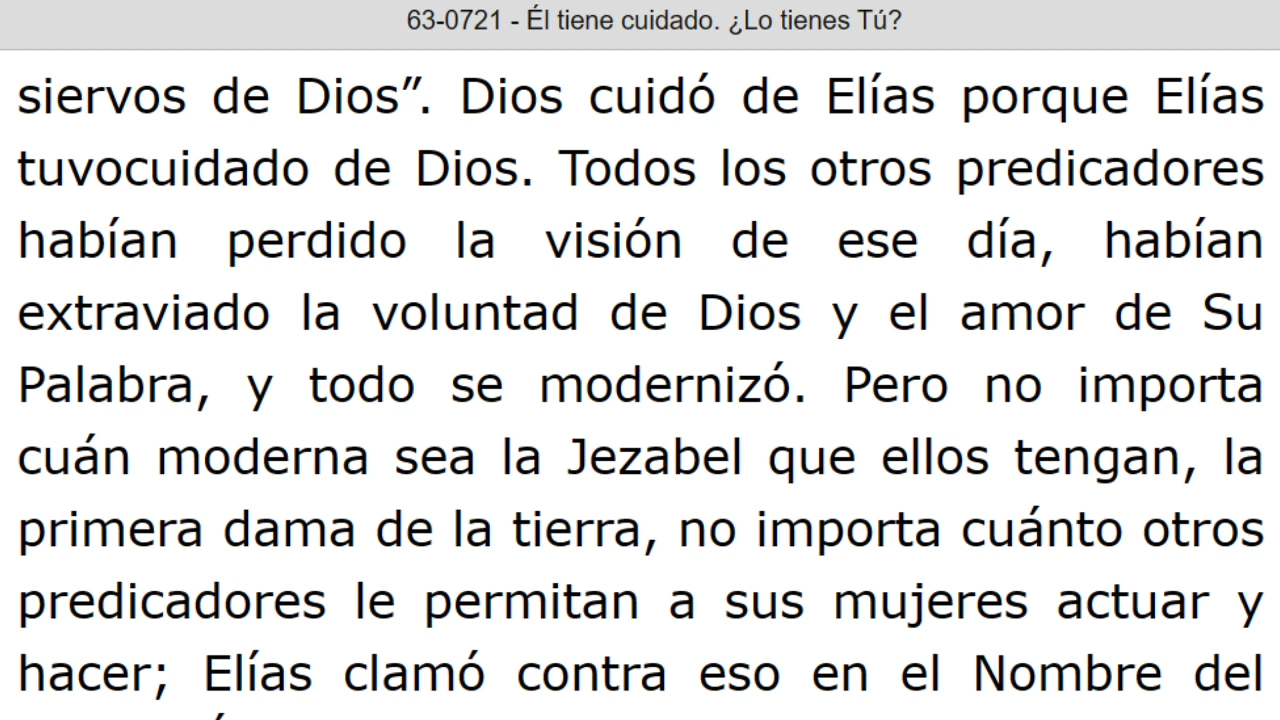 63-0721 - Él tiene cuidado. ¿Lo tienes Tú?
siervos de Dios”. Dios cuidó de Elías porque Elías
tuvocuidado de Dios. Todos los otros predicadores
habían perdido la visión de ese día, habían
extraviado la voluntad de Dios y el amor de Su
Palabra, y todo se modernizó. Pero no importa
cuán moderna sea la Jezabel que ellos tengan, la
primera dama de la tierra, no importa cuánto otros
predicadores le permitan a sus mujeres actuar y
hacer; Elías clamó contra eso en el Nombre del